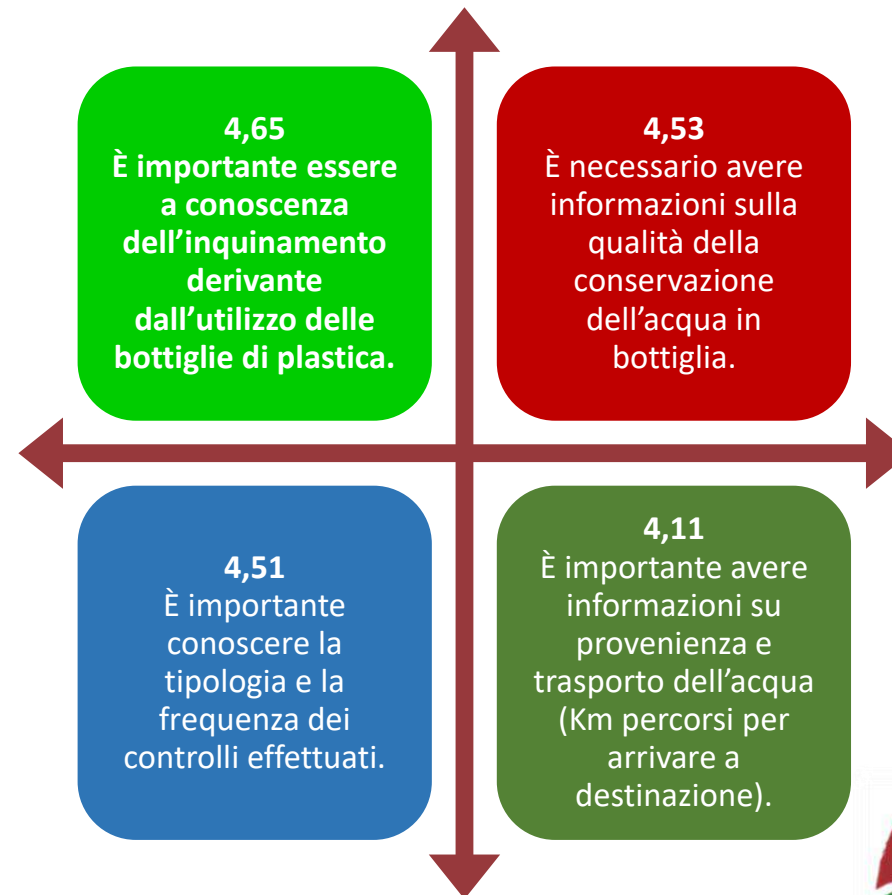 4,65
È importante essere
a conoscenza
dell’inquinamento
derivante
dall’utilizzo delle
bottiglie di plastica.
4,53
È necessario avere
informazioni sulla
qualità della
conservazione
dell’acqua in
bottiglia.
4,51
È importante
conoscere la
tipologia e la
frequenza dei
controlli effettuati.
4,11
È importante avere
informazioni su
provenienza e
trasporto dell’acqua
(Km percorsi per
arrivare a
destinazione).